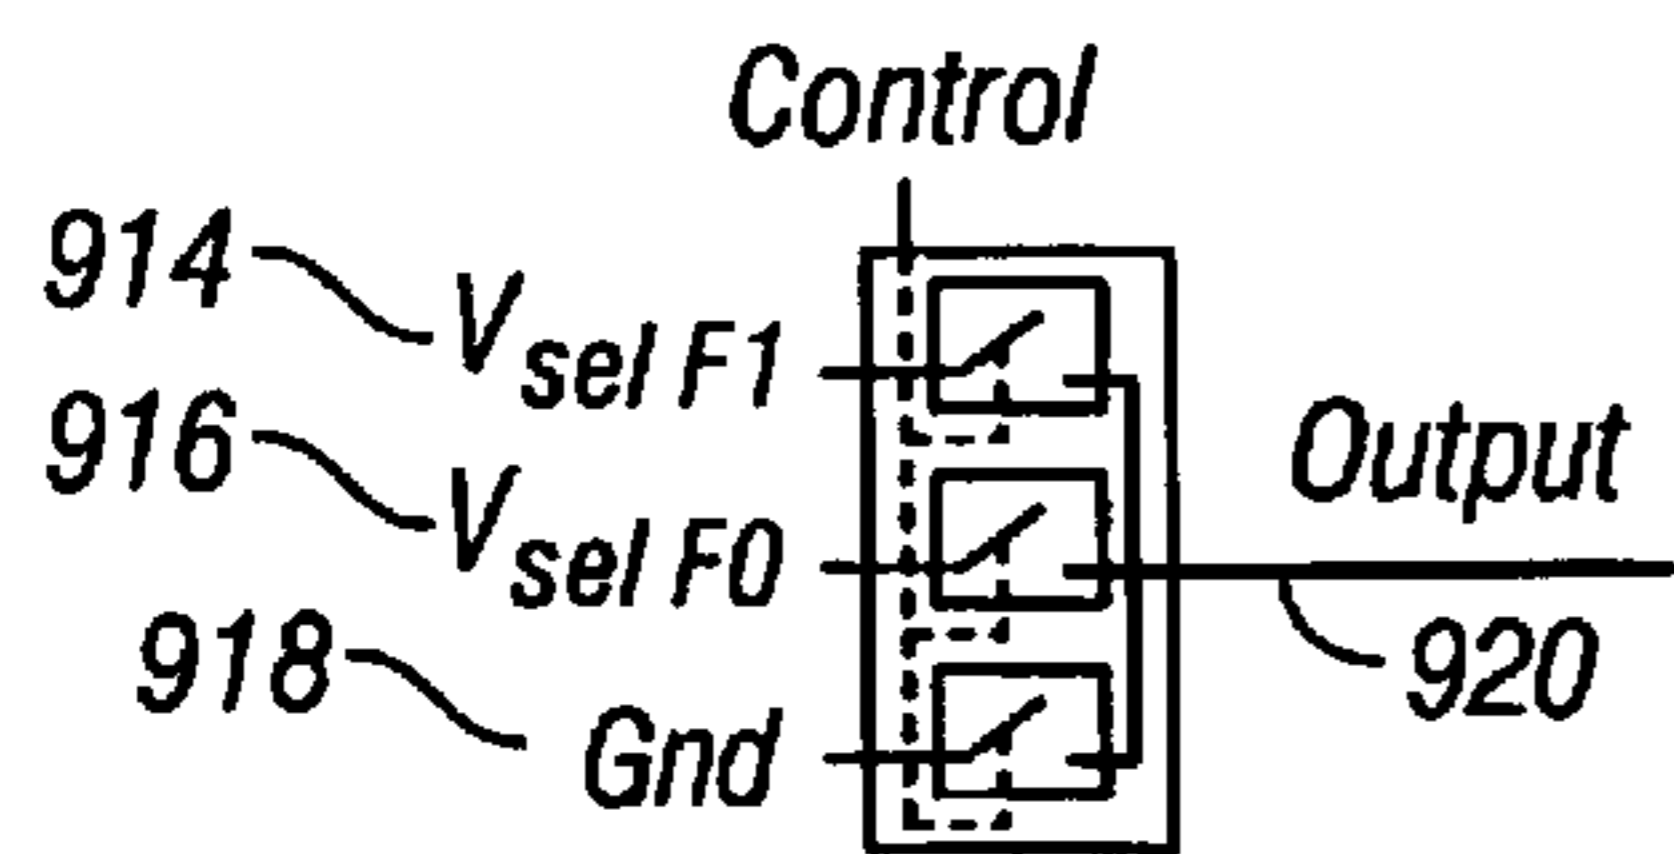 Control
914
V sel F1
916
V sel F0
Output
918
Gnd
920